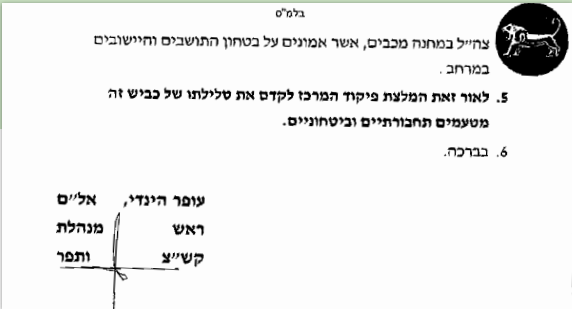 בלמ"ס
צה"ל במחנה מכבים, אשר אמונים על בטחון התושבים והיישובים
במרחב .
5. לאור זאת המלצת פיקוד המרכז לקדם את סלילתו של כביש זה
מטעמים תחבורתיים וביטחוניים.
6. בברכה.
עופר הינדי, אל"ם
ראש מנהלת
קש"צ ותפר